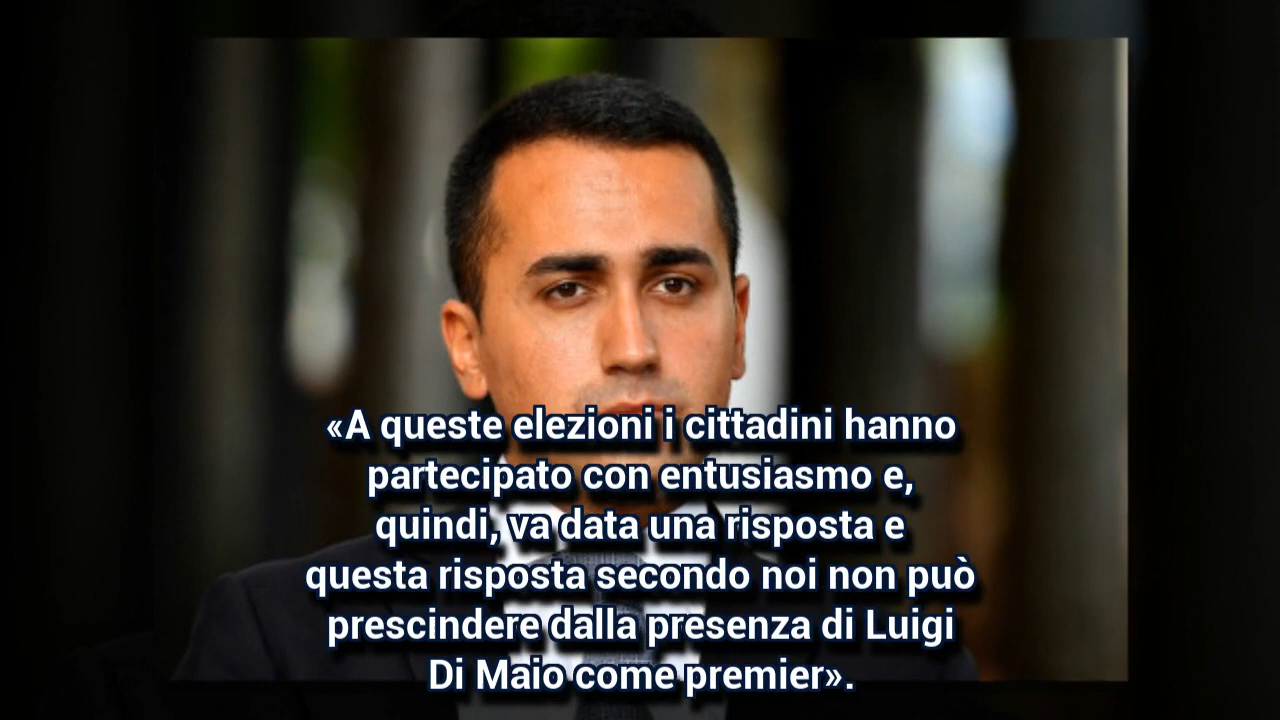 «A queste elezioni i cittadini hanno
partecipato con entusiasmo e,
quindi, va data una risposta e
questa risposta secondo noi non può
prescindere dalla presenza di Luigi
Di Maio come premier».